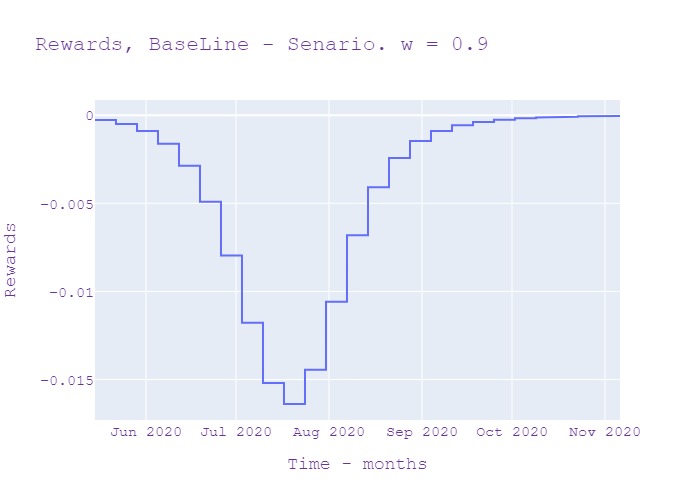 Rewards, BaseLine - Senario. w = 0.9
0
−0.005
−0.01
−0.015
Rewards
Jun 2020 Jul 2020 Aug 2020 Sep 2020 Oct 2020 Nov 2020
Time - months